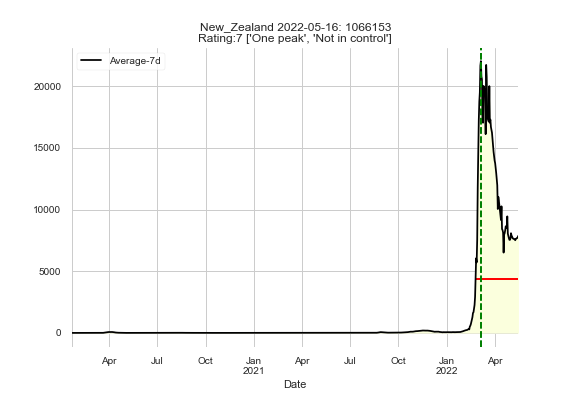 New_Zealand 2022-05-16: 1066153
Rating:7 ['One peak', 'Not in control']
Average-7d
20000
15000
10000
5000
0
Apr Jul Oct Jan Apr Jul Oct Jan Apr
2021 2022
Date